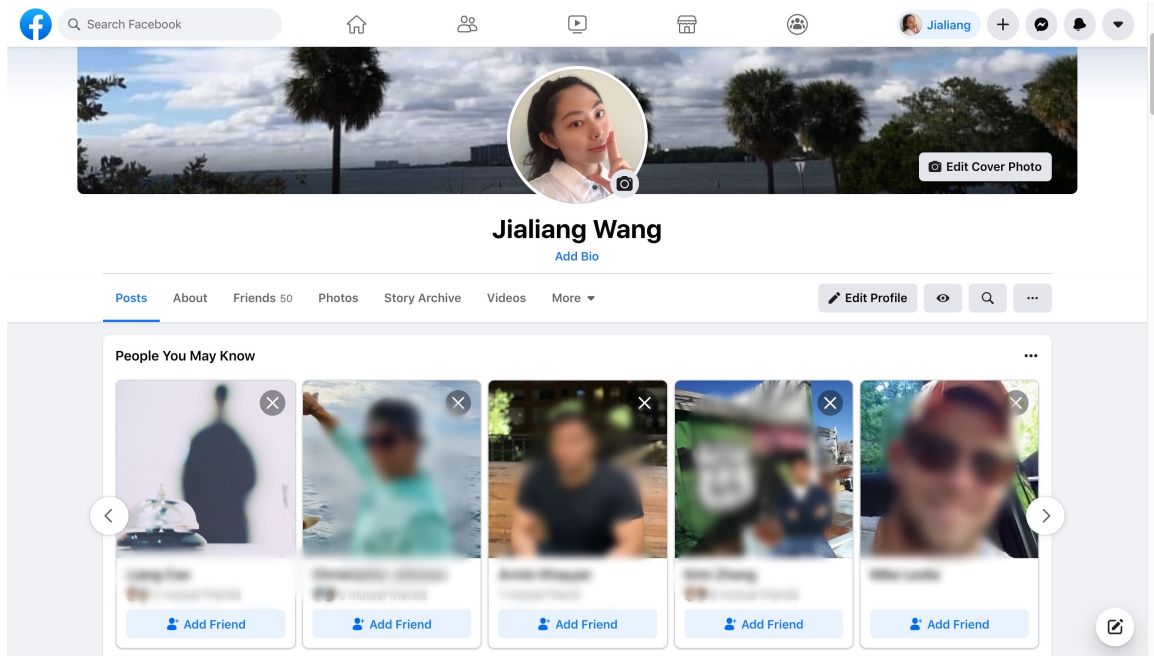 Search Facebook
Jialiang
Edit Cover Photo
Jialiang Wang
Add Bio
Posts About Friends 50 Photos Story Archive Videos More Edit Profile
People You May Know
Add Friend Add Friend Add Friend Add Friend Add Friend